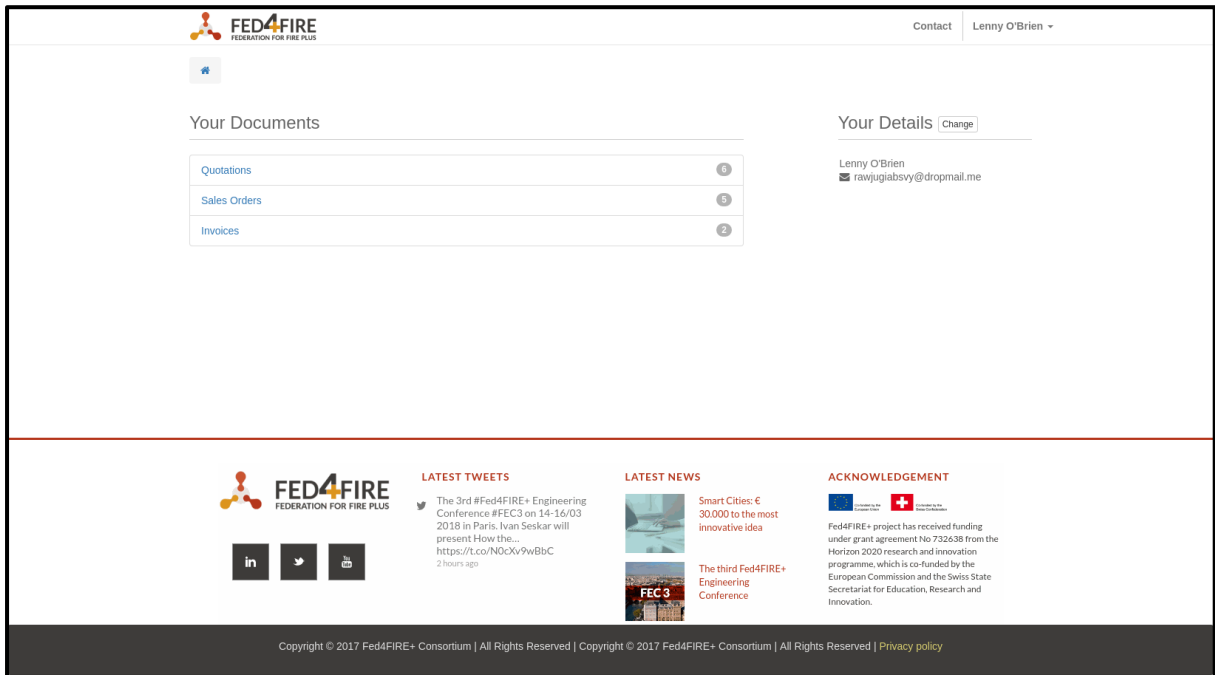 FED4FIRE
FEDERATION FOR FIRE PLUS
Contact
Lenny O'Brien
Your Documents
Quotations 6
Sales Orders 5
Invoices 2
Your Details Change
Lenny O'Brien
rawjugiabsvy@dropmail.me
FED4FIRE
FEDERATION FOR FIRE PLUS
in
You
LATEST TWEETS
The 3rd #Fed4FIRE+ Engineering
Conference #FEC3 on 14-16/03
2018 in Paris. Ivan Seskar will
present How the...
https://t.co/N0cXv9wBbC
2 hours ago
LATEST NEWS
Smart Cities: €
30.000 to the most
innovative idea
FEC 3
The third Fed4FIRE+
Engineering
Conference
ACKNOWLEDGEMENT
Fed4FIRE+ project has received funding
under grant agreement No 732638 from the
Horizon 2020 research and innovation
programme, which is co-funded by the
European Commission and the Swiss State
Secretariat for Education, Research and
Innovation.
Copyright © 2017 Fed4FIRE+ Consortium | All Rights Reserved | Copyright © 2017 Fed4FIRE+ Consortium | All Rights Reserved | Privacy policy